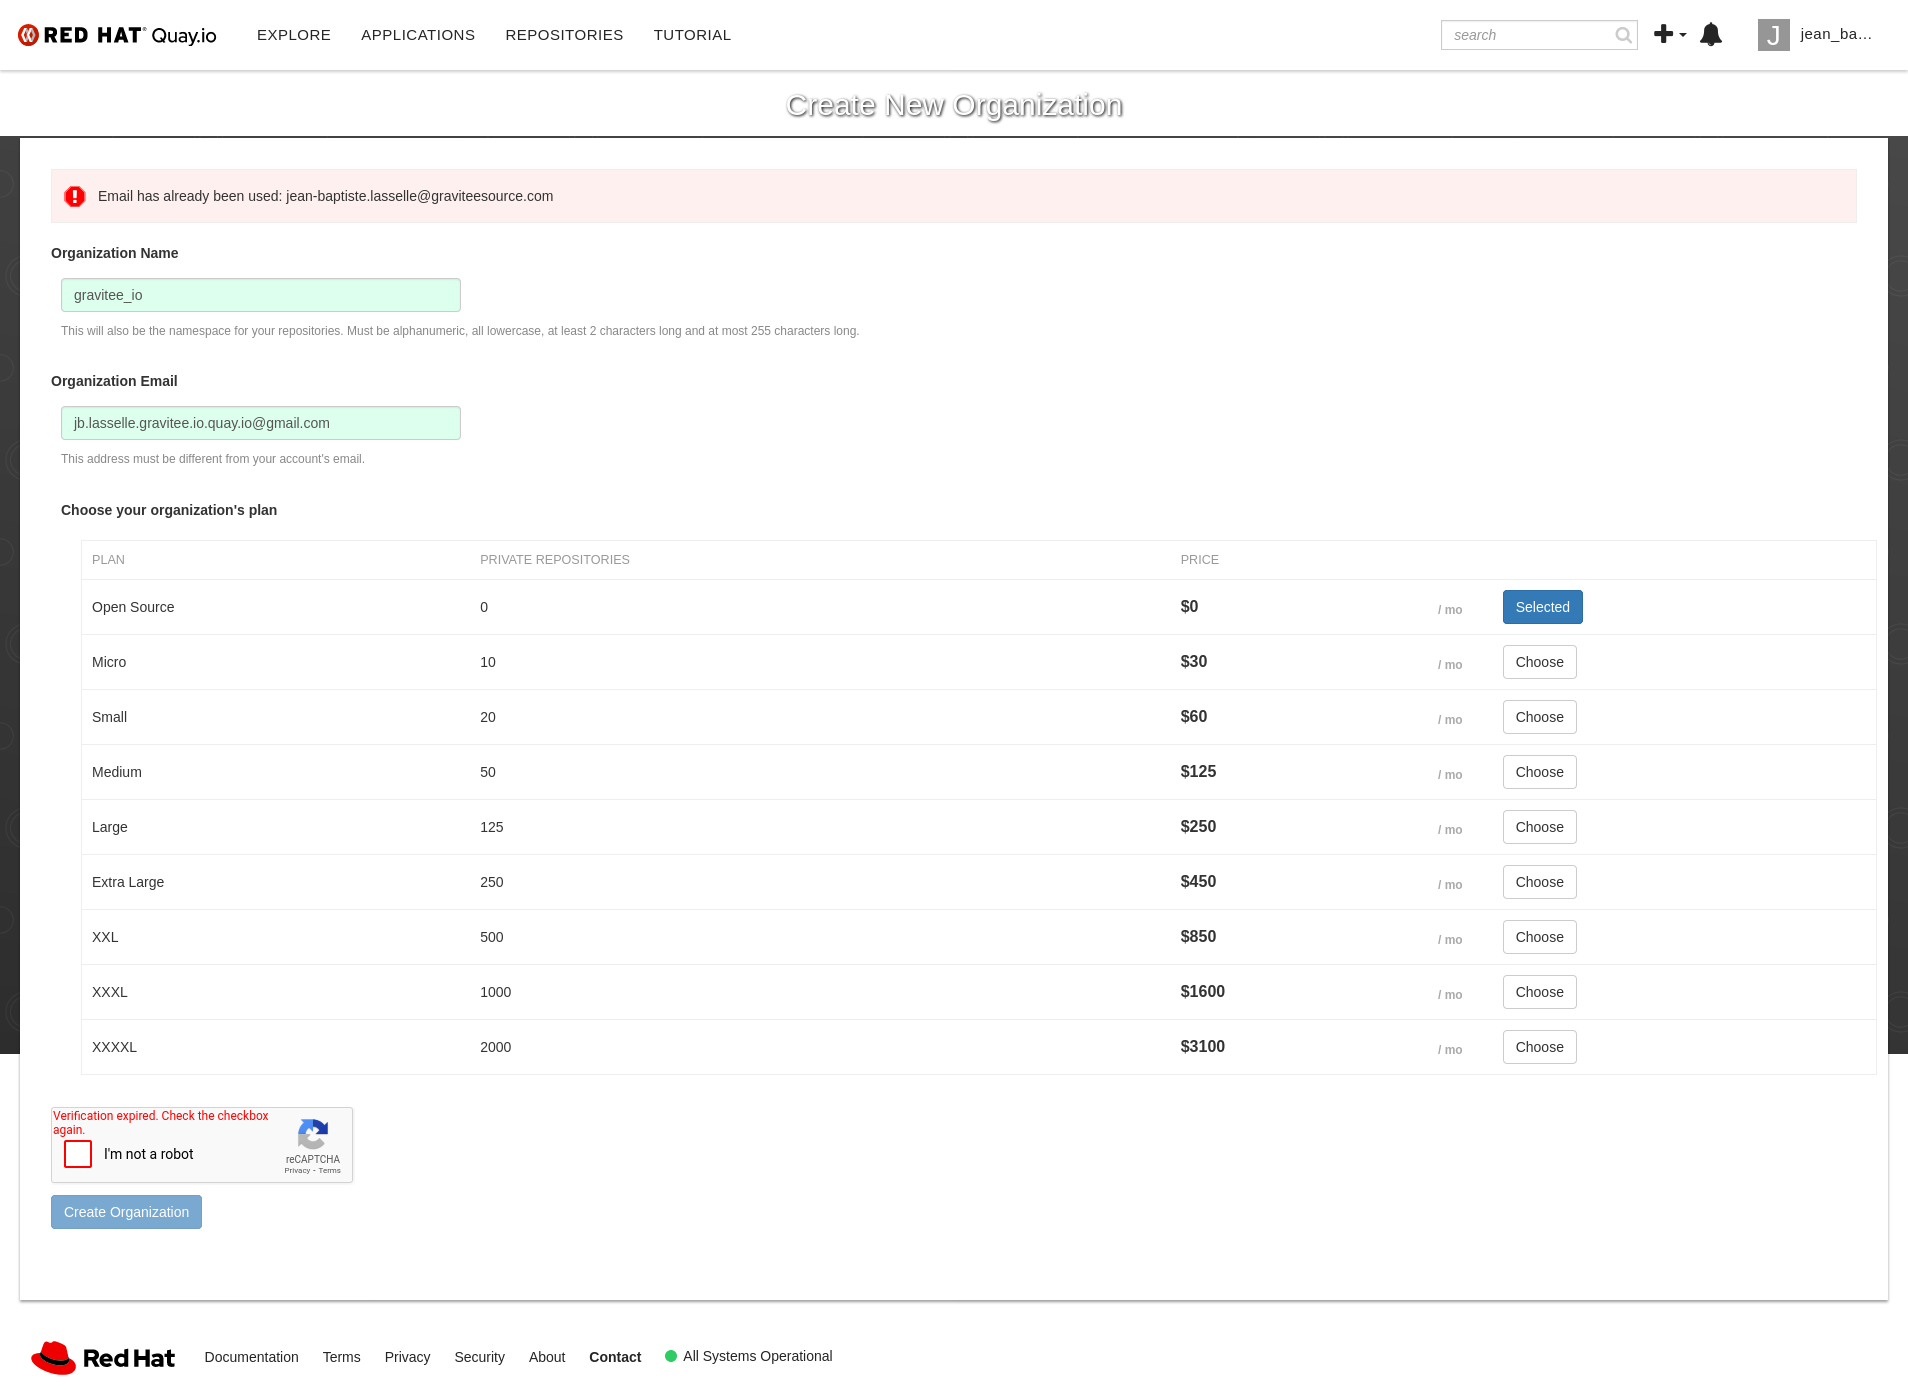 RED HAT® Quay.io EXPLORE APPLICATIONS REPOSITORIES TUTORIAL search J jean_ba...
Create New Organization
Email has already been used: jean-baptiste.lasselle@graviteesource.com
Organization Name
gravitee_io
This will also be the namespace for your repositories. Must be alphanumeric, all lowercase, at least 2 characters long and at most 255 characters long.
Organization Email
jb.lasselle.gravitee.io.quay.io@gmail.com
This address must be different from your account's email.
Choose your organization's plan
PLAN PRIVATE REPOSITORIES PRICE
Open Source 0 $0 / mo Selected
Micro 10 $30 / mo Choose
Small 20 $60 / mo Choose
Medium 50 $125 / mo Choose
Large 125 $250 / mo Choose
Extra Large 250 $450 / mo Choose
XXL 500 $850 / mo Choose
XXXL 1000 $1600 / mo Choose
XXXXL 2000 $3100 / mo Choose
Verification expired. Check the checkbox
again.
I'm not a robot
reCAPTCHA
Privacy - Terms
Create Organization
Red Hat Documentation Terms Privacy Security About Contact All Systems Operational